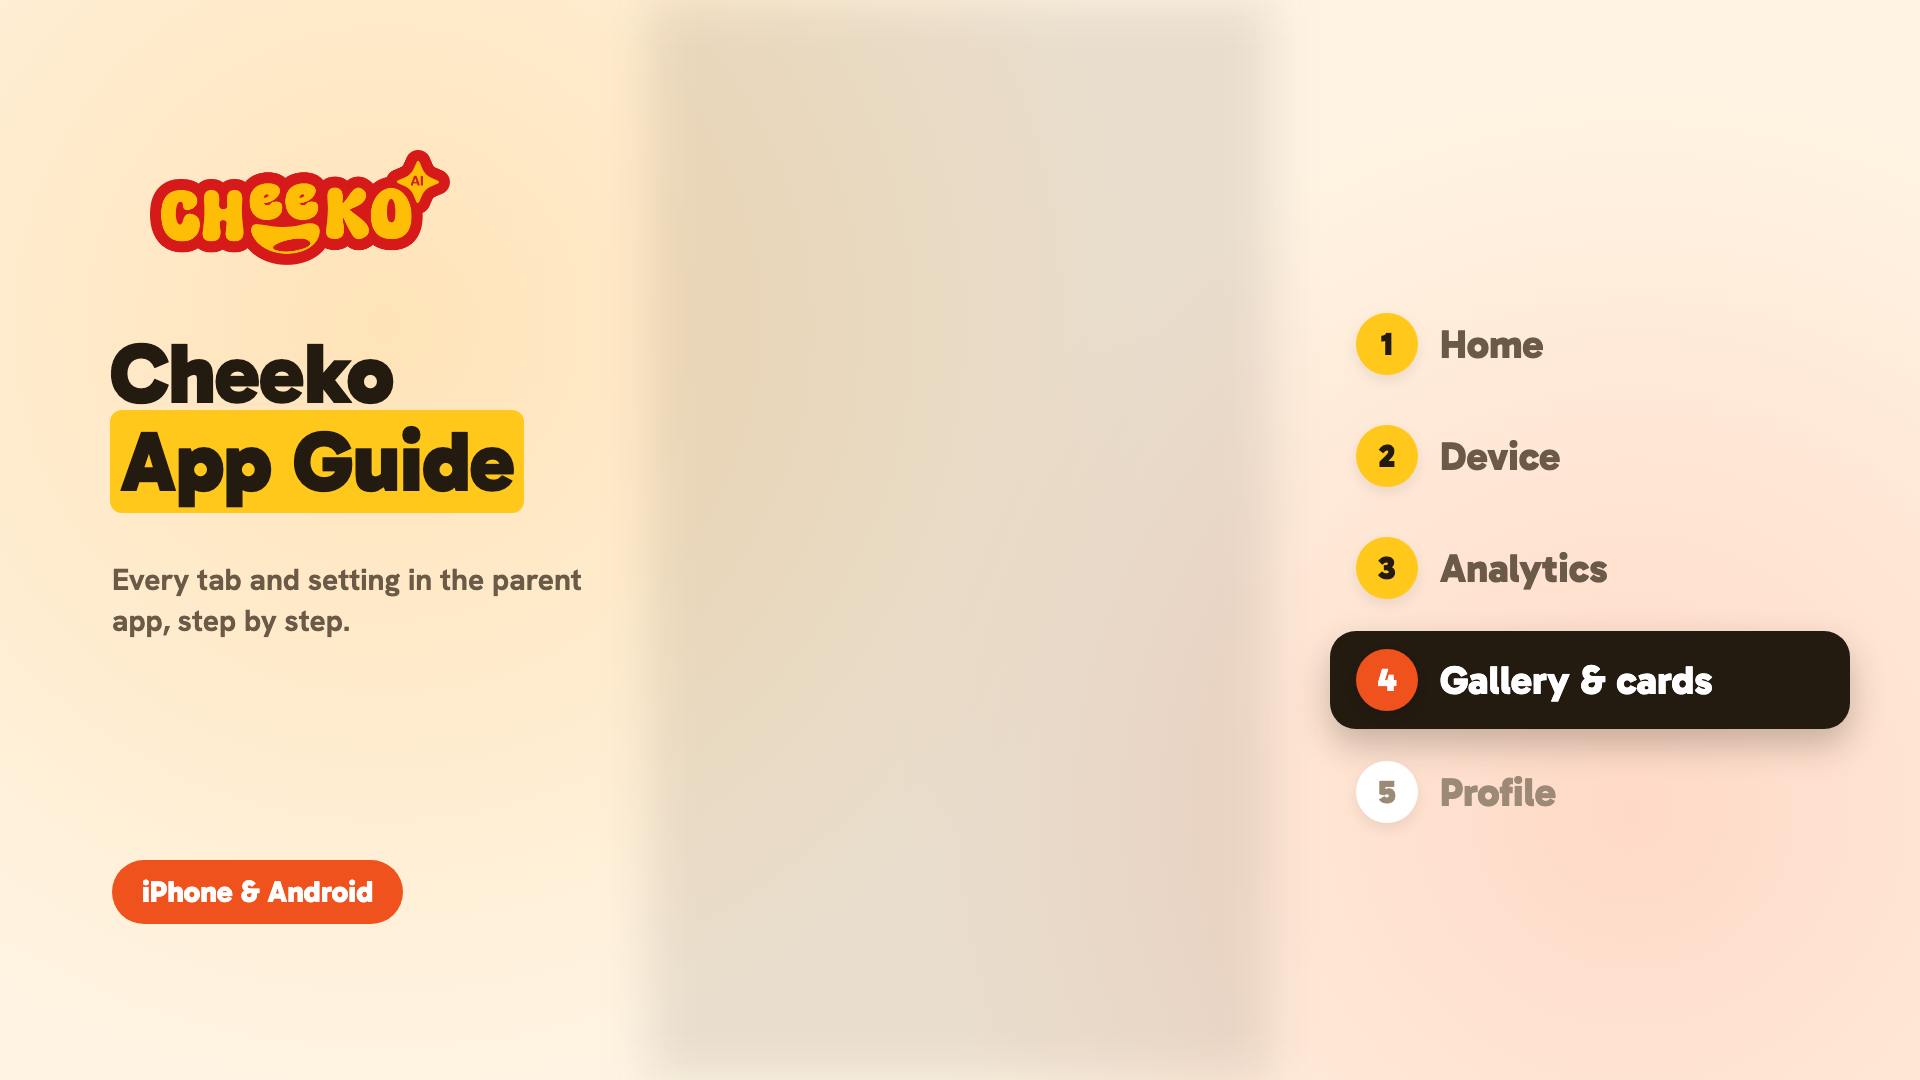 CHeeKO AI
Cheeko
App Guide
Every tab and setting in the parent
app, step by step.
iPhone & Android
1 Home
2 Device
3 Analytics
4 Gallery & cards
5 Profile